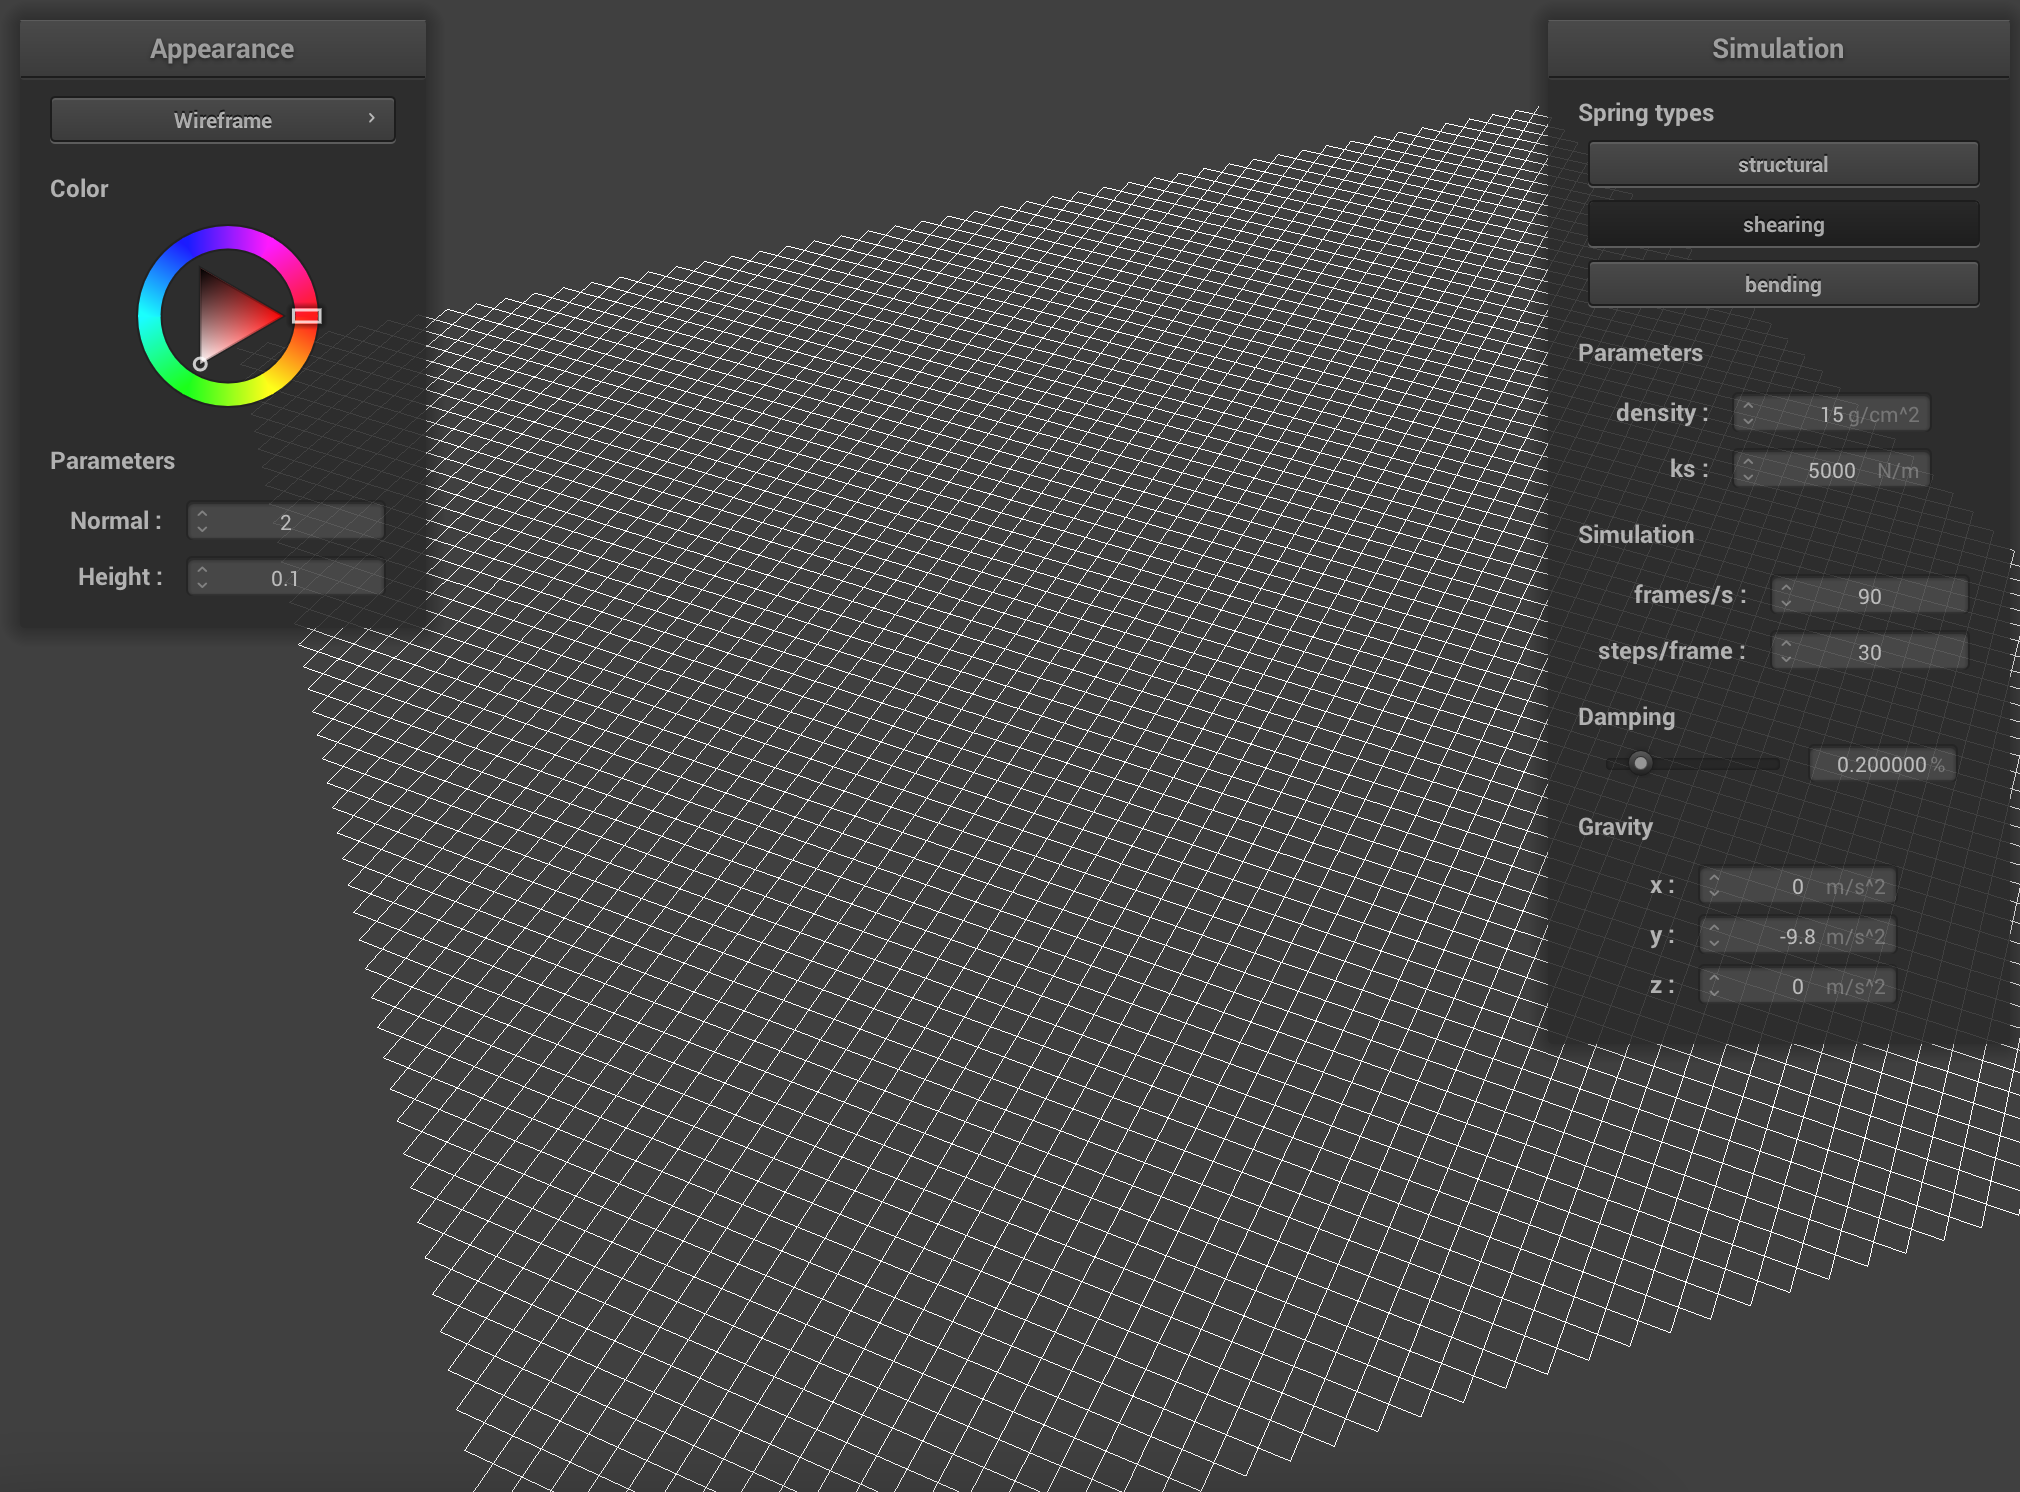 Appearance
Wireframe ›
Color
Parameters
Normal : 2
Height : 0.1
Simulation
Spring types
structural
shearing
bending
Parameters
density : 15 g/cm^2
ks : 5000 N/m
Simulation
frames/s : 90
steps/frame : 30
Damping
0.200000 %
Gravity
x : 0 m/s^2
y : -9.8 m/s^2
z : 0 m/s^2